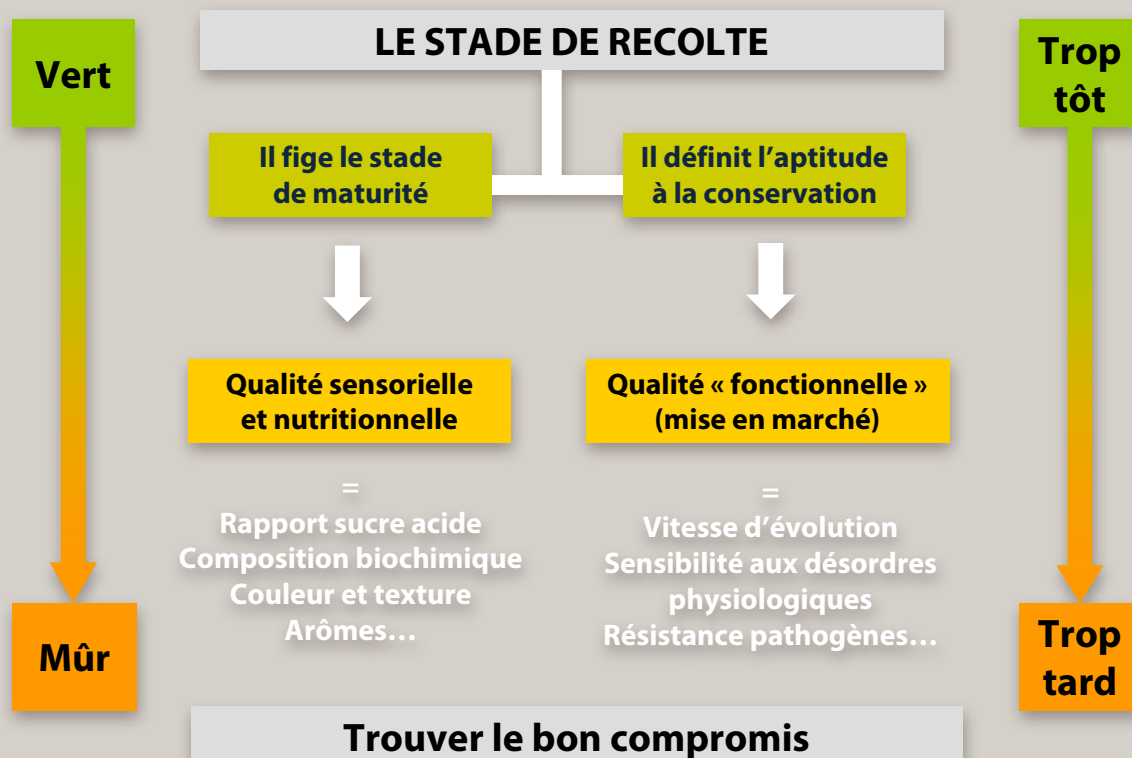 LE STADE DE RECOLTE
Vert
Trop
tôt
Il fige le stade
de maturité
Il définit l'aptitude
à la conservation
Qualité sensorielle
et nutritionnelle
Qualité « fonctionnelle »
(mise en marché)
=
Rapport sucre acide
Composition biochimique
Couleur et texture
Arômes…
=
Vitesse d'évolution
Sensibilité aux désordres
physiologiques
Résistance pathogènes…
Mûr
Trop
tard
Trouver le bon compromis